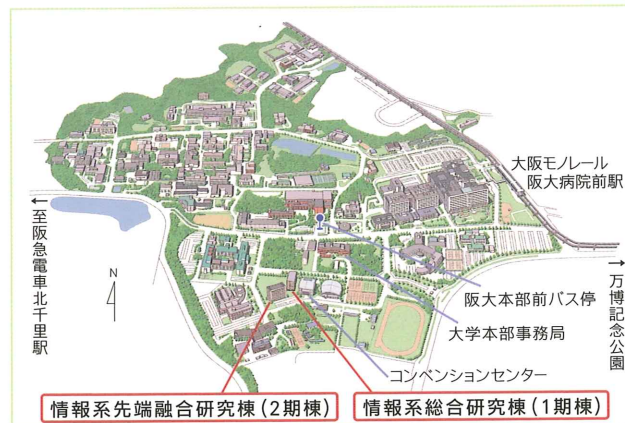 大阪モノレール
阪大病院前駅
←至阪急電車北千里駅
N
→万博記念公園
阪大本部前バス停
大学本部事務局
コンベンションセンター
情報系先端融合研究棟(2期棟)
情報系総合研究棟(1期棟)